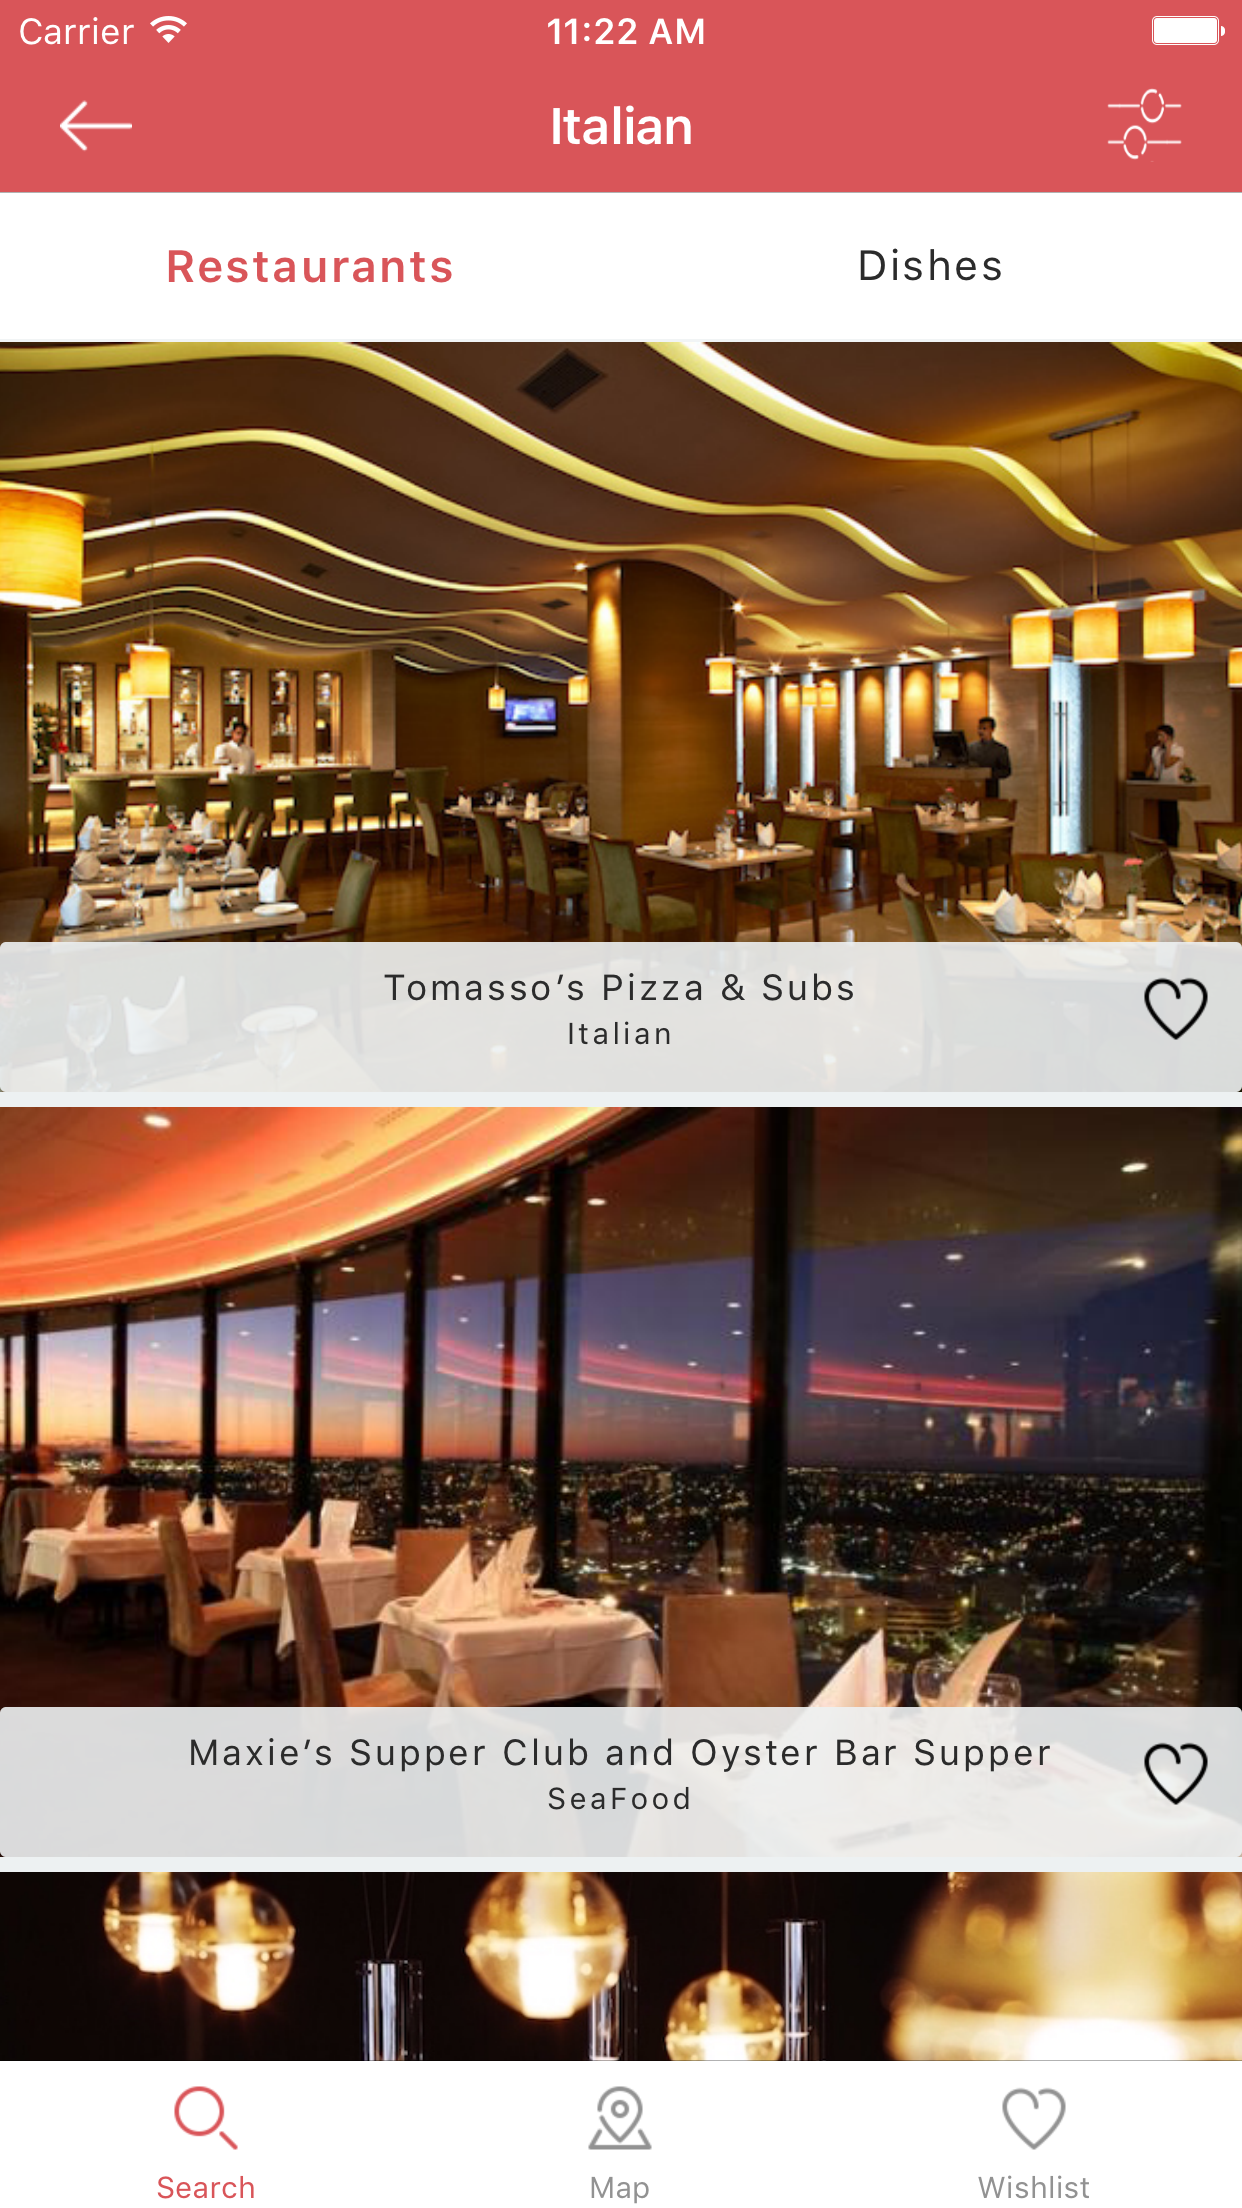 Carrier 11:22 AM
Italian
Restaurants Dishes
Tomasso’s Pizza & Subs
Italian
Maxie’s Supper Club and Oyster Bar Supper
SeaFood
Search Map Wishlist